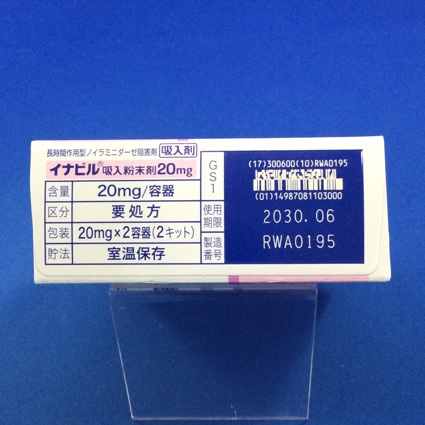 長時間作用型ノイラミニダーゼ阻害剤 吸入剤
イナビル®吸入粉末剤20mg
含量 20mg/容器
区分 要処方
包装 20mg×2容器(2キット)
貯法 室温保存
GS1
(17)300600(10)RWA0195
(01)14987081103000
使用期限 2030.06
製造番号 RWA0195